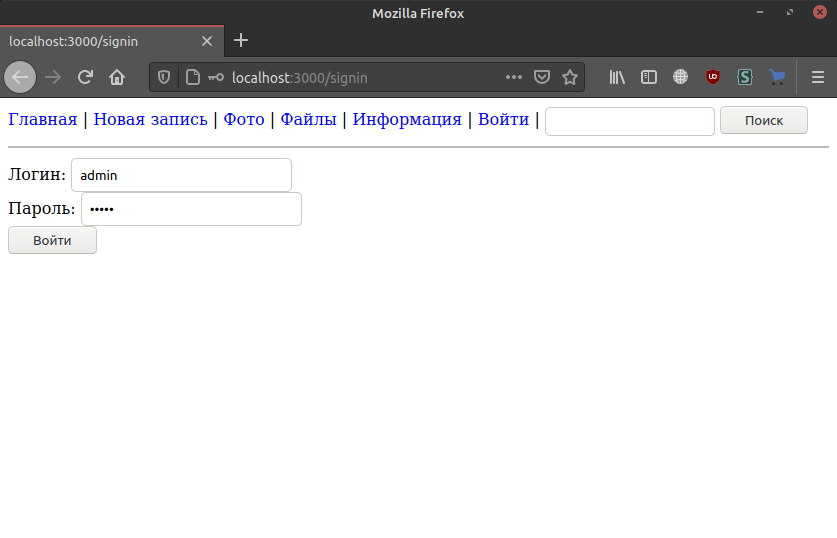 Mozilla Firefox
localhost:3000/signin
localhost:3000/signin
Главная | Новая запись | Фото | Файлы | Информация | Войти | Поиск
Логин: admin
Пароль: •••••
Войти